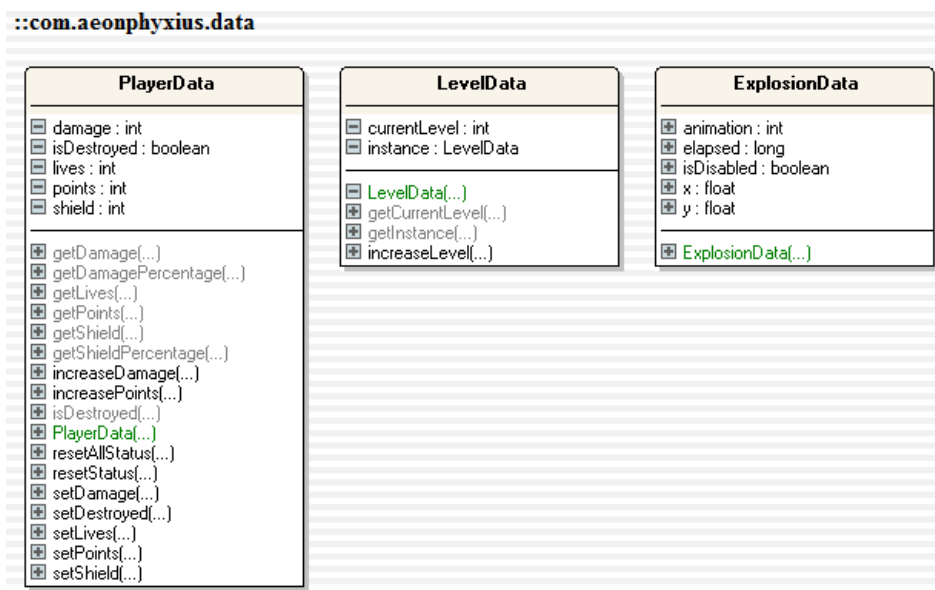 ::com.aeonphyxius.data
PlayerData
damage : int
isDestroyed : boolean
lives : int
points : int
shield : int
getDamage(...)
getDamagePercentage(...)
getLives(...)
getPoints(...)
getShield(...)
getShieldPercentage(...)
increaseDamage(...)
increasePoints(...)
isDestroyed(...)
PlayerData(...)
resetAllStatus(...)
resetStatus(...)
setDamage(...)
setDestroyed(...)
setLives(...)
setPoints(...)
setShield(...)
LevelData
currentLevel : int
instance : LevelData
LevelData(...)
getCurrentLevel(...)
getInstance(...)
increaseLevel(...)
ExplosionData
animation : int
elapsed : long
isDisabled : boolean
x : float
y : float
ExplosionData(...)